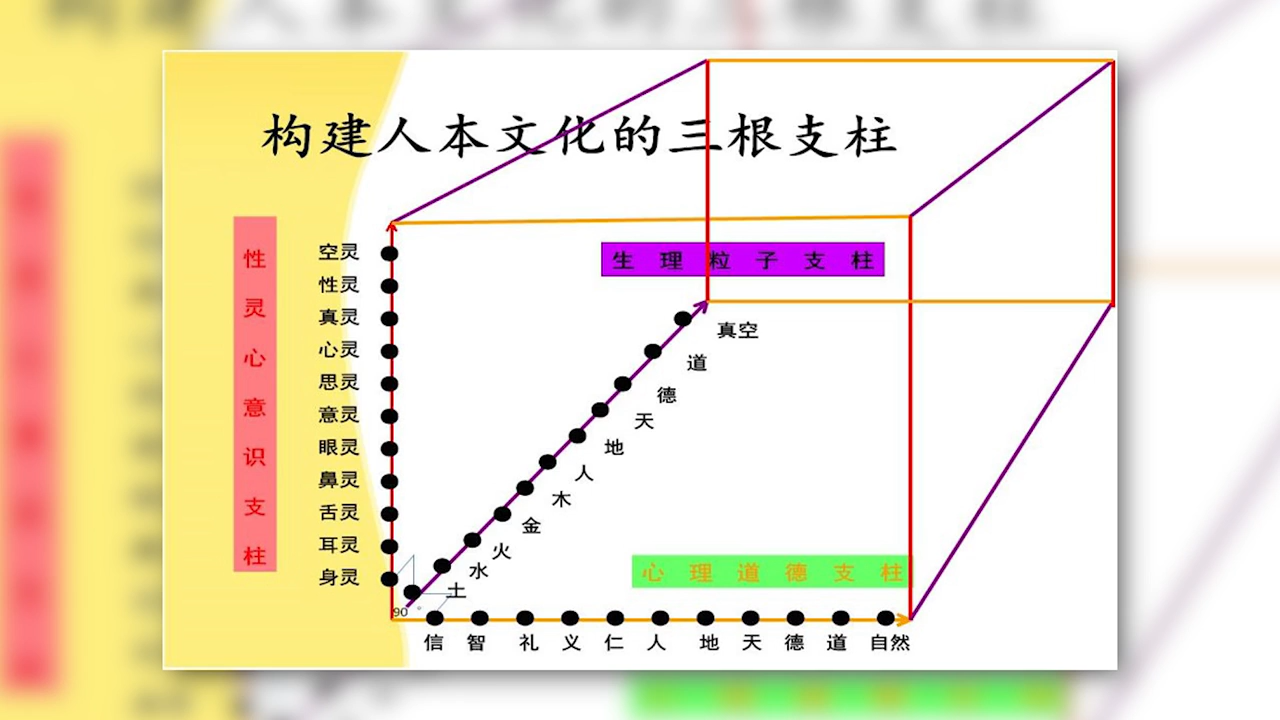 构建人本文化的三根支柱
性灵心意识支柱
空灵
性灵
真灵
心灵
思灵
意灵
眼灵
鼻灵
舌灵
耳灵
身灵
生理粒子支柱
真空
道
德
天
地
人
木
金
火
水
土
心理道德支柱
90°
信 智 礼 义 仁 人 地 天 德 道 自然